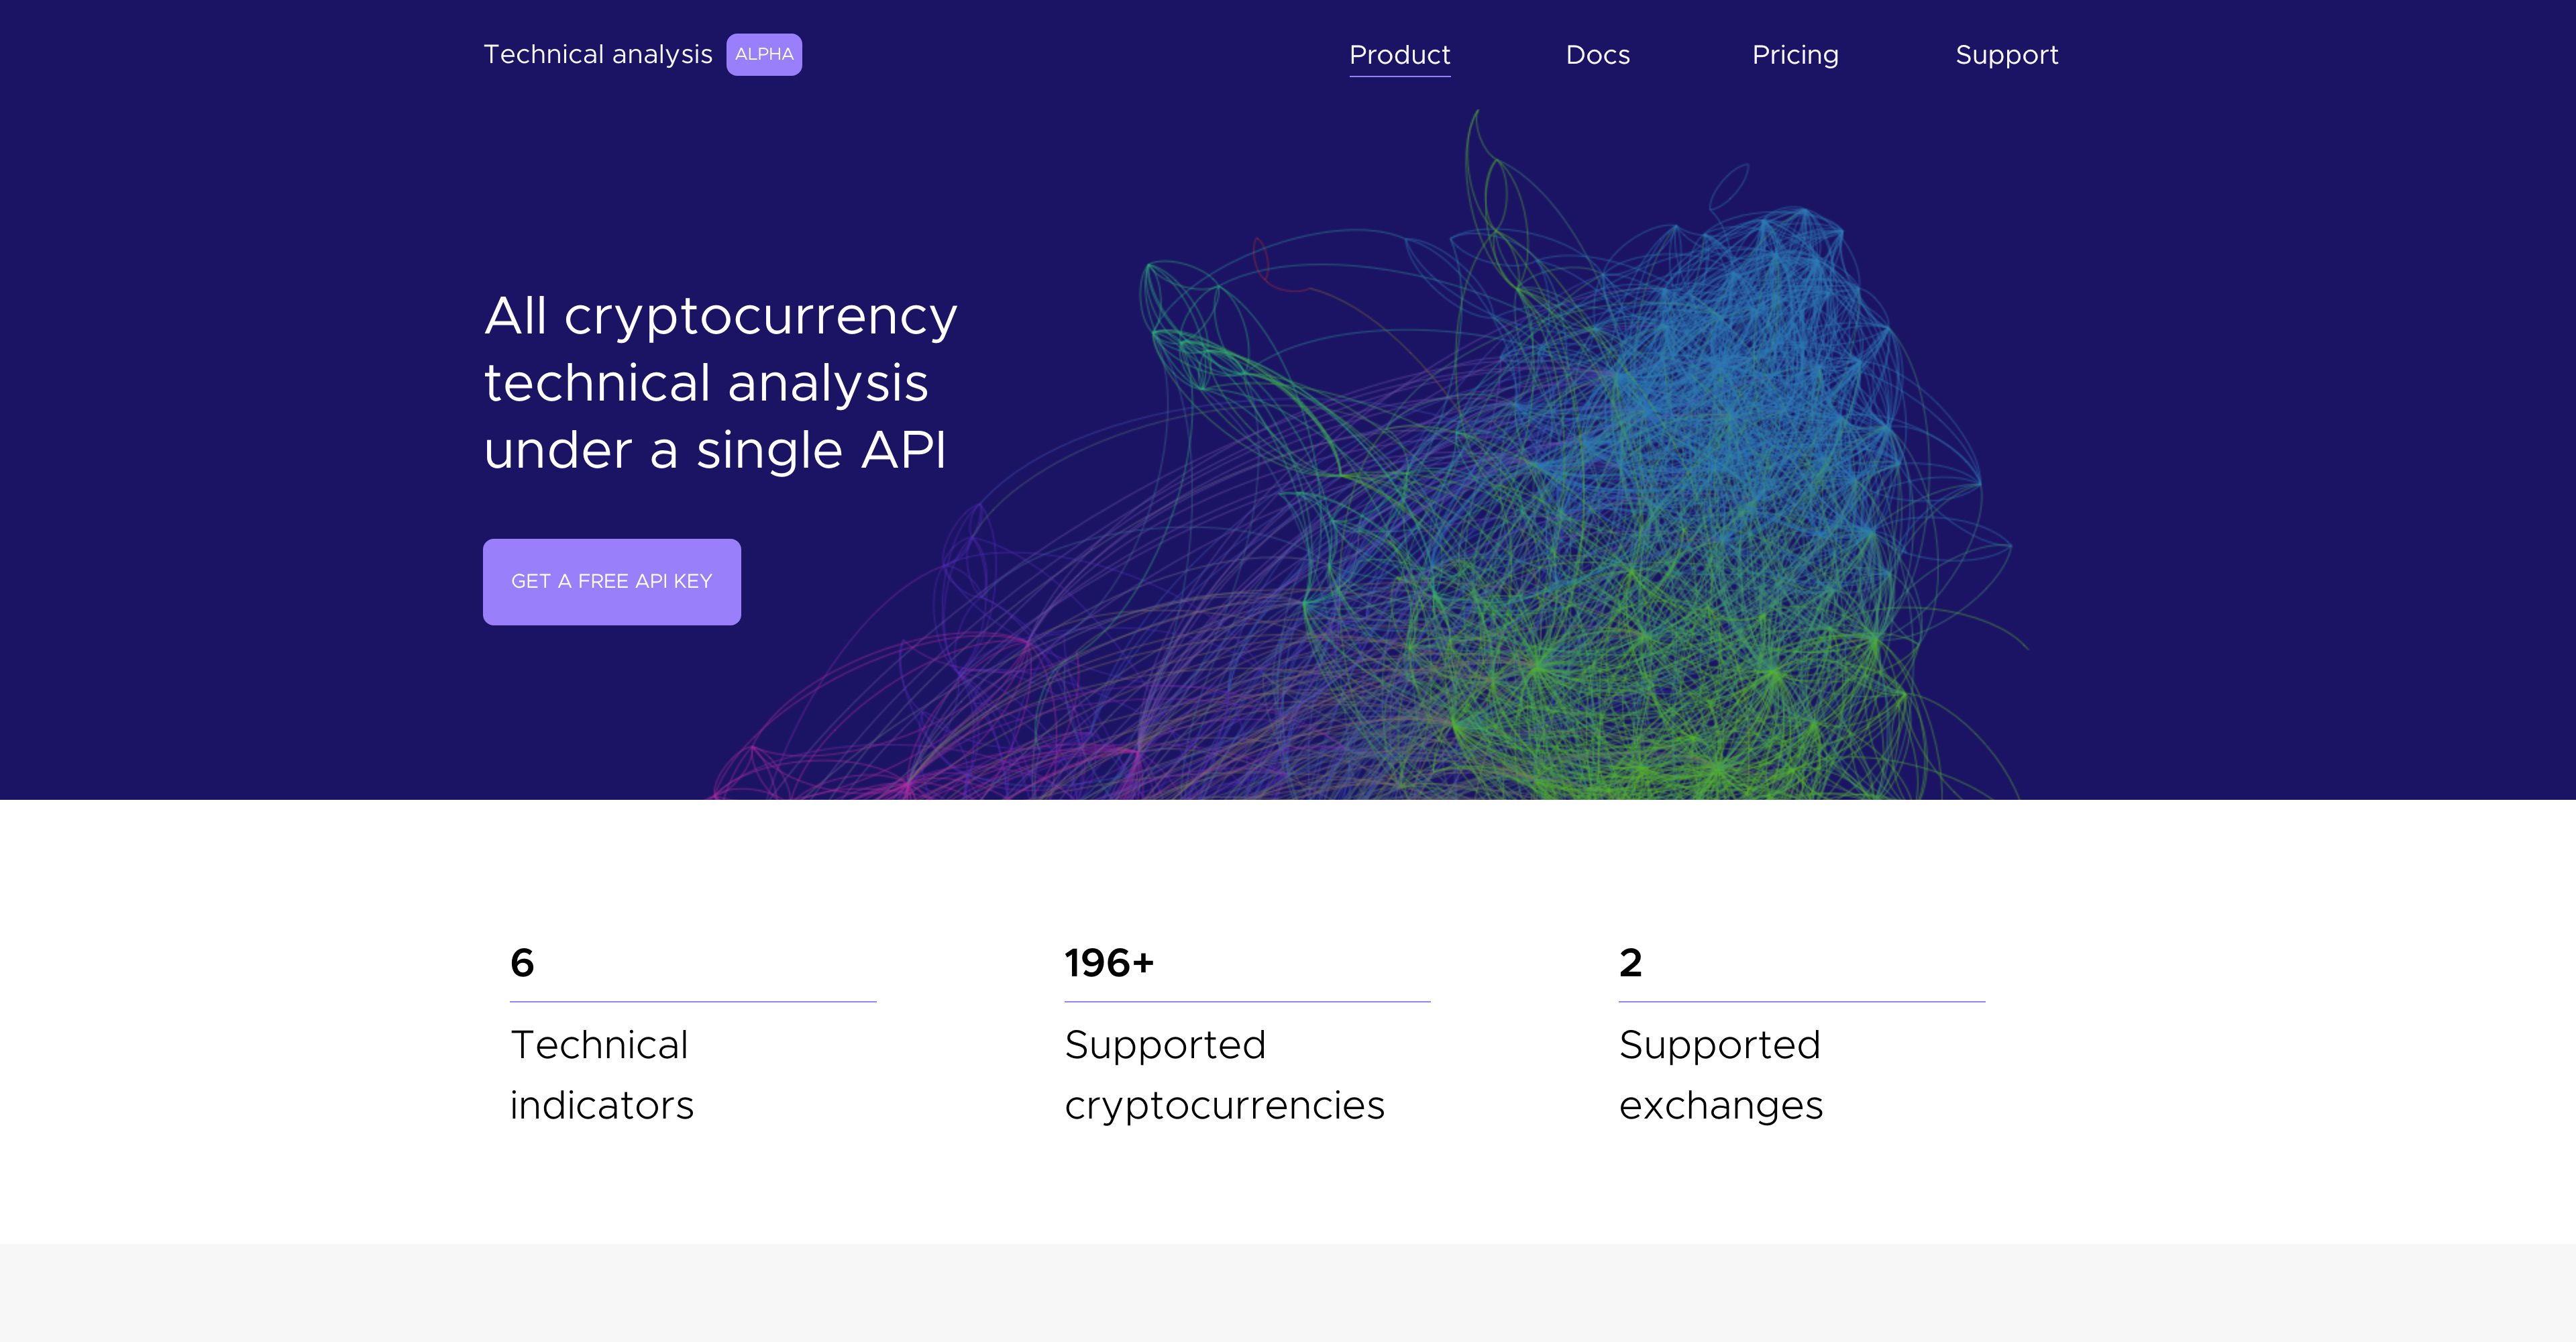 Technical analysis ALPHA
Product Docs Pricing Support
All cryptocurrency
technical analysis
under a single API
GET A FREE API KEY
6
Technical
indicators
196+
Supported
cryptocurrencies
2
Supported
exchanges